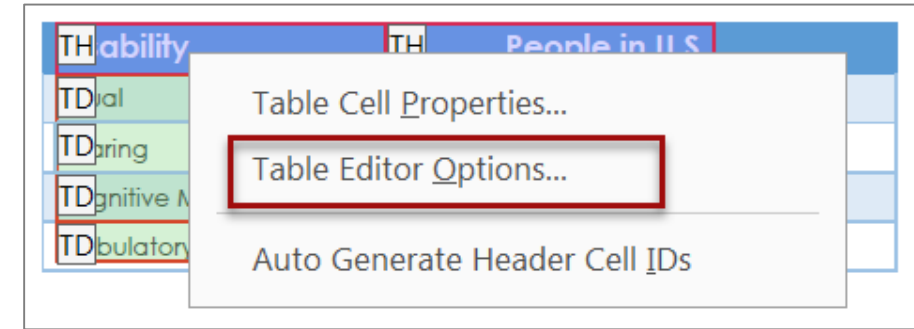 TH ability TH People in U.S.
TD ual
Table Cell Properties...
TD aring
Table Editor Options...
TD gnitive M
TD bulatory
Auto Generate Header Cell IDs